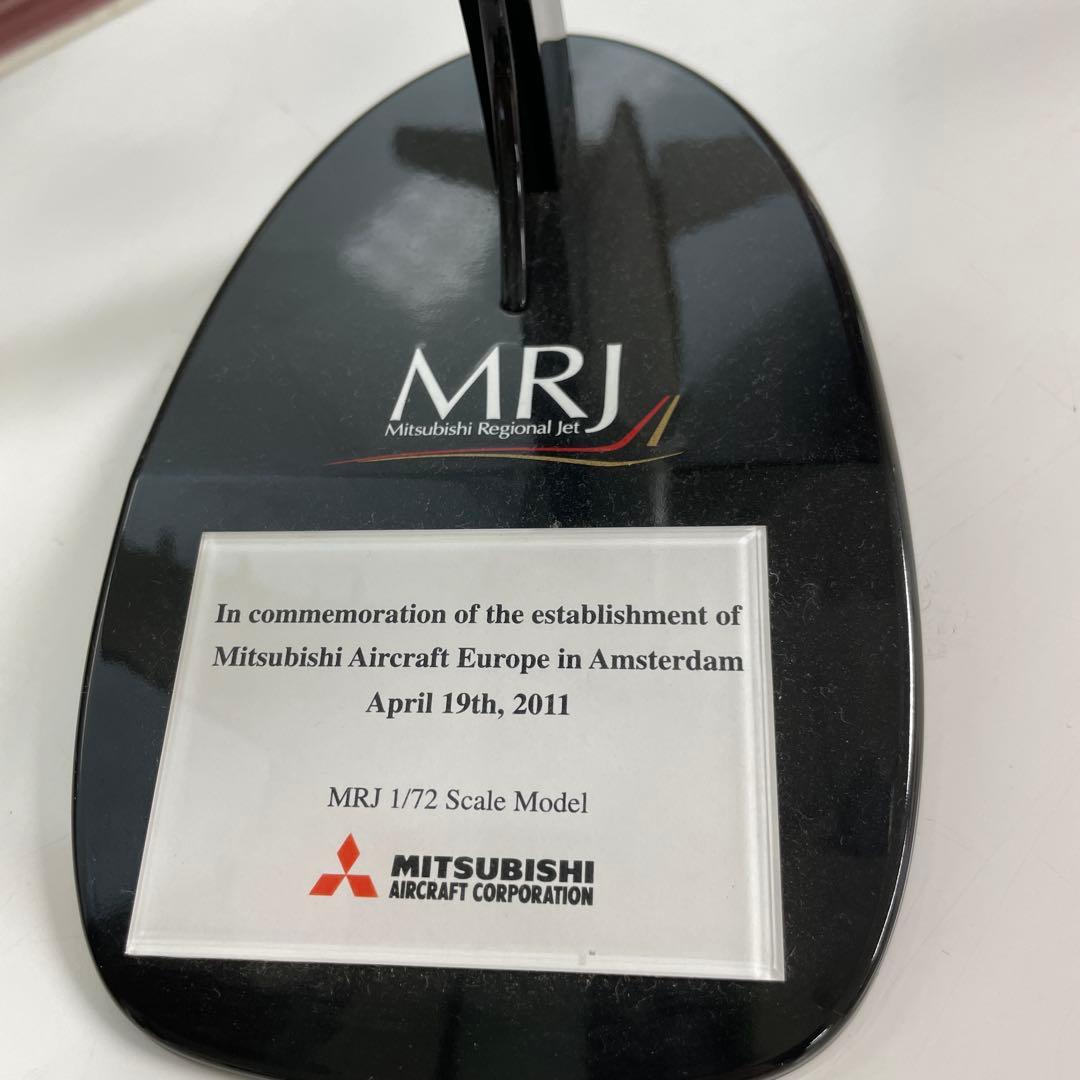 MRJ
Mitsubishi Regional Jet
In commemoration of the establishment of
Mitsubishi Aircraft Europe in Amsterdam
April 19th, 2011
MRJ 1/72 Scale Model
MITSUBISHI
AIRCRAFT CORPORATION